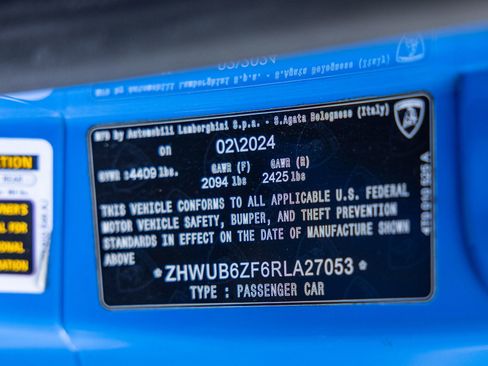 MFD by Automobili Lamborghini S.p.a. - S.Agata Bolognese (Italy)
on 02\2024
GVWR :4409lbs. GAWR (F) GAWR (R)
2094 lbs 2425 lbs
THIS VEHICLE CONFORMS TO ALL APPLICABLE U.S. FEDERAL
MOTOR VEHICLE SAFETY, BUMPER, AND THEFT PREVENTION
STANDARDS IN EFFECT ON THE DATE OF MANUFACTURE SHOWN
ABOVE
*ZHWUB6ZF6RLA27053*
TYPE : PASSENGER CAR